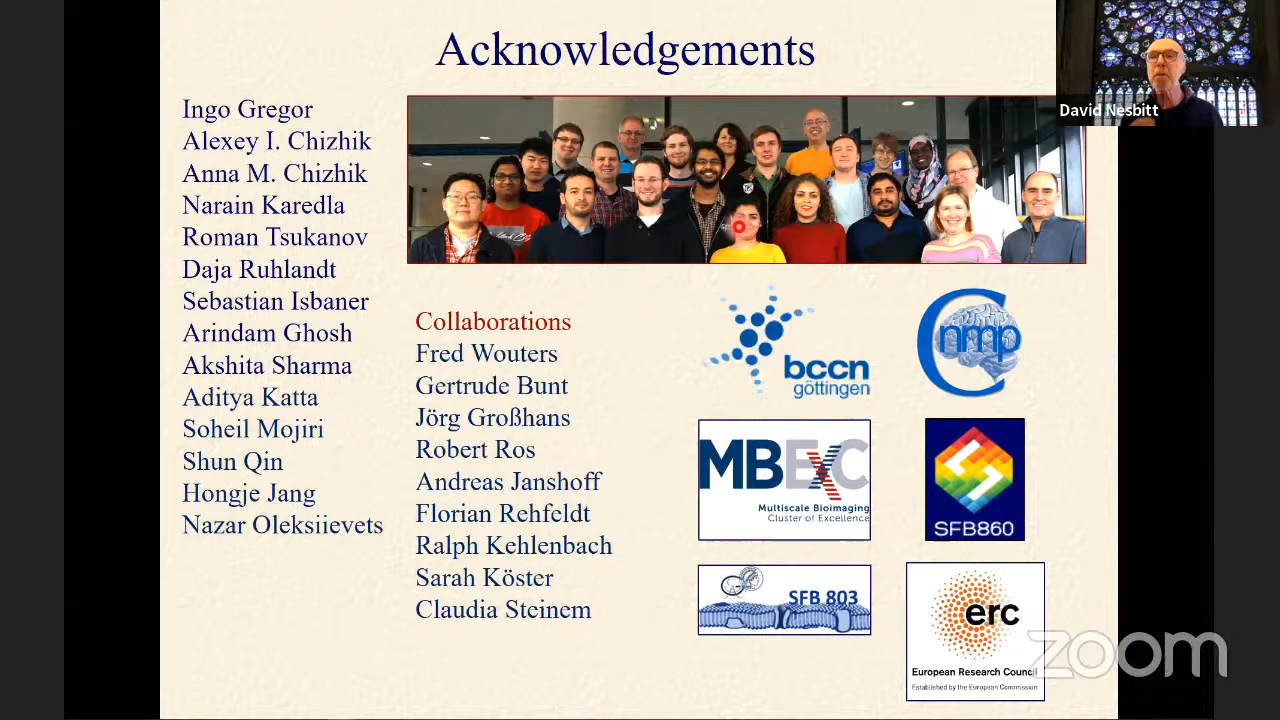 Acknowledgements
David Nesbitt
Ingo Gregor
Alexey I. Chizhik
Anna M. Chizhik
Narain Karedla
Roman Tsukanov
Daja Ruhlandt
Sebastian Isbaner
Arindam Ghosh
Akshita Sharma
Aditya Katta
Soheil Mojiri
Shun Qin
Hongje Jang
Nazar Oleksiievets
Collaborations
Fred Wouters
Gertrude Bunt
Jörg Großhans
Robert Ros
Andreas Janshoff
Florian Rehfeldt
Ralph Kehlenbach
Sarah Köster
Claudia Steinem
bccn
göttingen
Cnmp
MBExC
Multiscale Bioimaging
Cluster of Excellence
SFB860
SFB 803
erc
European Research Council
Established by the European Commission
zoom